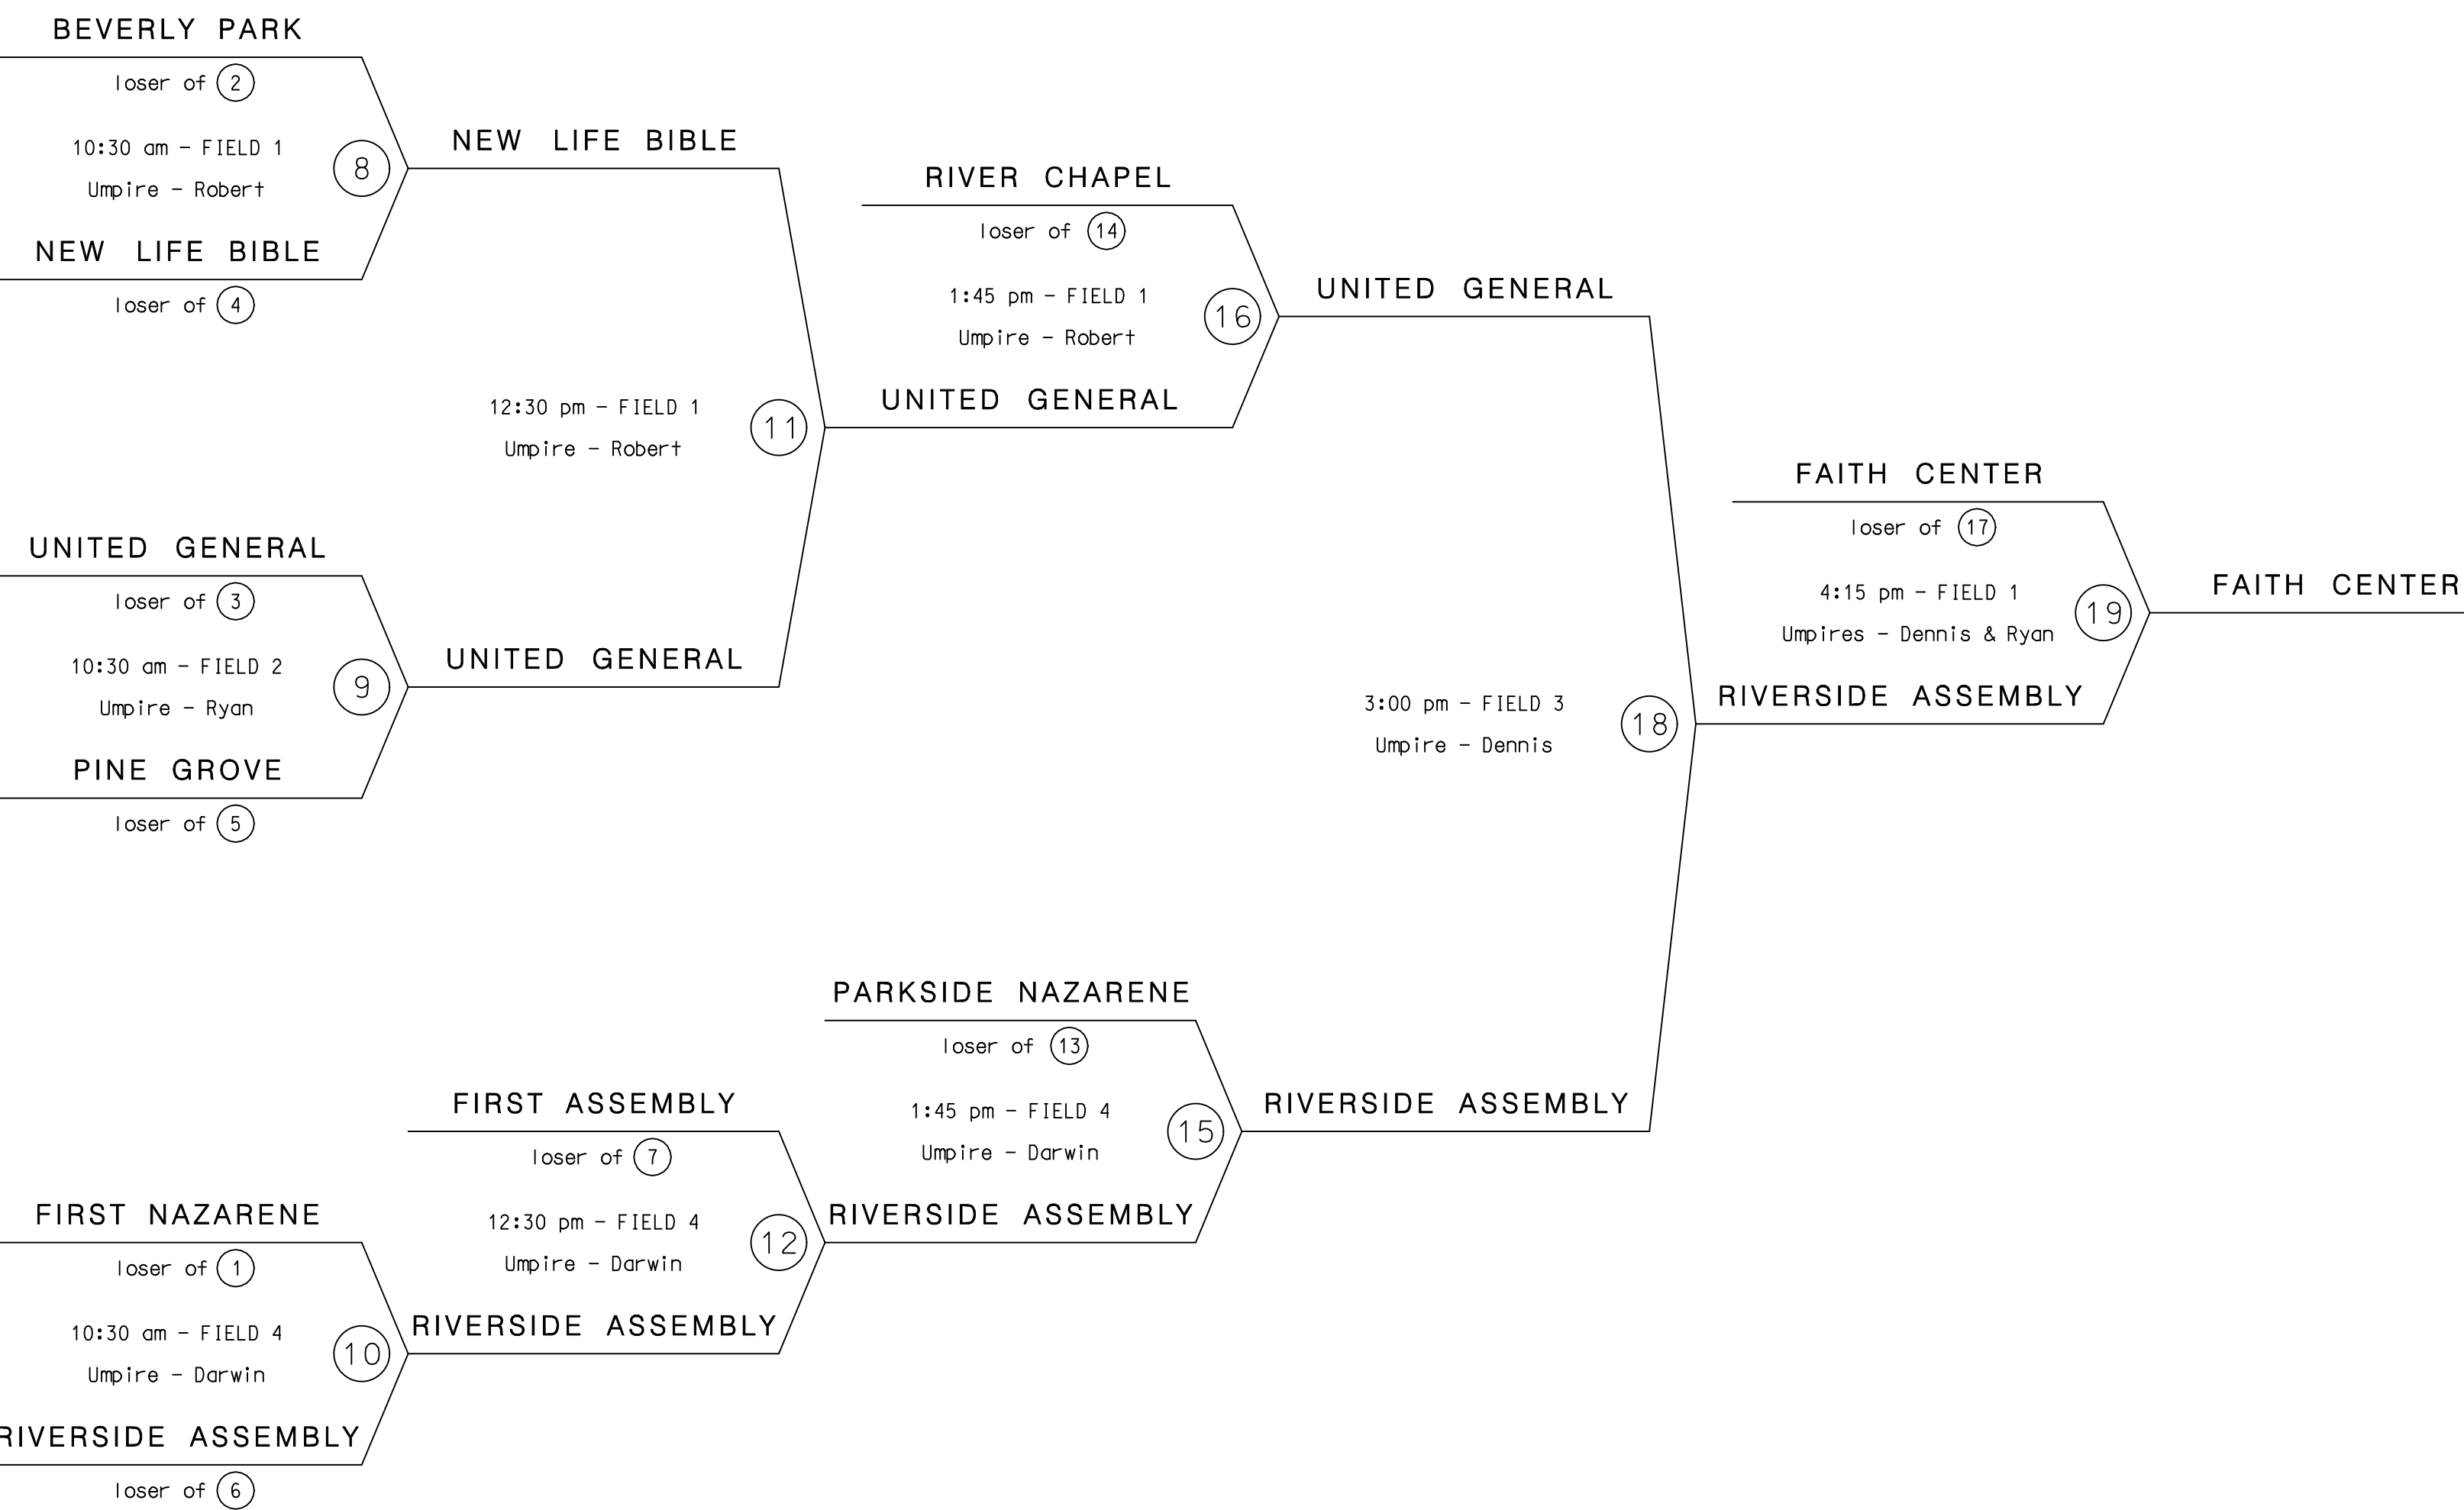 BEVERLY PARK
loser of 2
10:30 am - FIELD 1
Umpire - Robert
8
NEW LIFE BIBLE
loser of 4
NEW LIFE BIBLE
12:30 pm - FIELD 1
Umpire - Robert
11
UNITED GENERAL
loser of 3
10:30 am - FIELD 2
Umpire - Ryan
9
PINE GROVE
loser of 5
UNITED GENERAL
RIVER CHAPEL
loser of 14
1:45 pm - FIELD 1
Umpire - Robert
16
UNITED GENERAL
UNITED GENERAL
3:00 pm - FIELD 3
Umpire - Dennis
18
FAITH CENTER
loser of 17
4:15 pm - FIELD 1
Umpires - Dennis & Ryan
19
RIVERSIDE ASSEMBLY
FAITH CENTER
PARKSIDE NAZARENE
loser of 13
1:45 pm - FIELD 4
Umpire - Darwin
15
RIVERSIDE ASSEMBLY
RIVERSIDE ASSEMBLY
FIRST ASSEMBLY
loser of 7
12:30 pm - FIELD 4
Umpire - Darwin
12
RIVERSIDE ASSEMBLY
FIRST NAZARENE
loser of 1
10:30 am - FIELD 4
Umpire - Darwin
10
RIVERSIDE ASSEMBLY
loser of 6